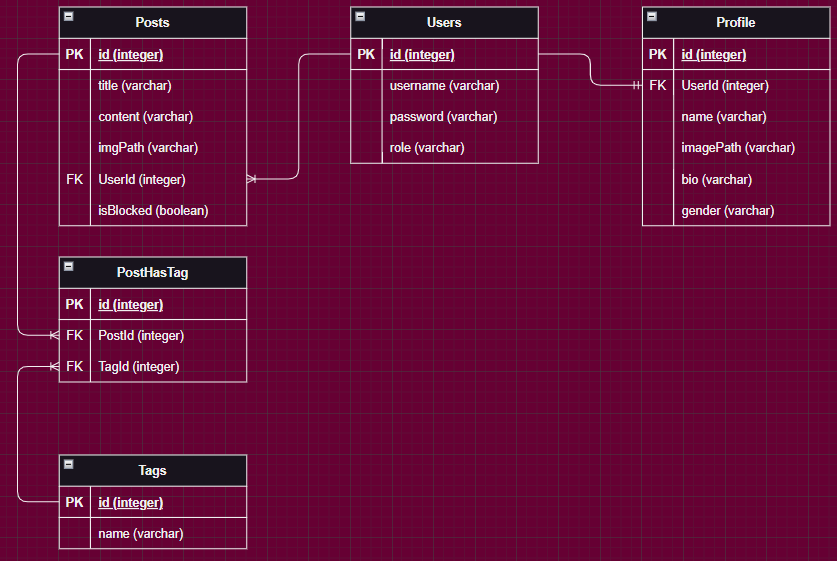 Posts
PK id (integer)
title (varchar)
content (varchar)
imgPath (varchar)
FK UserId (integer)
isBlocked (boolean)
Users
PK id (integer)
username (varchar)
password (varchar)
role (varchar)
Profile
PK id (integer)
FK UserId (integer)
name (varchar)
imagePath (varchar)
bio (varchar)
gender (varchar)
PostHasTag
PK id (integer)
FK PostId (integer)
FK TagId (integer)
Tags
PK id (integer)
name (varchar)